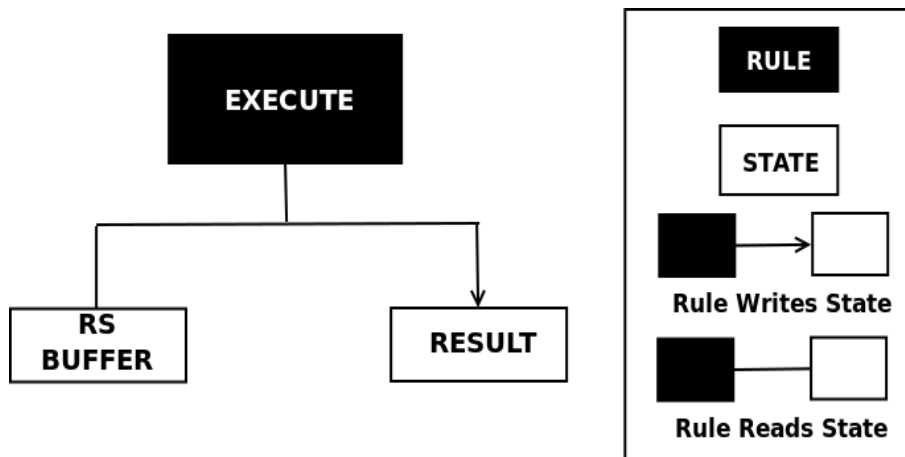 EXECUTE
RS
BUFFER
RESULT
RULE
STATE
Rule Writes State
Rule Reads State